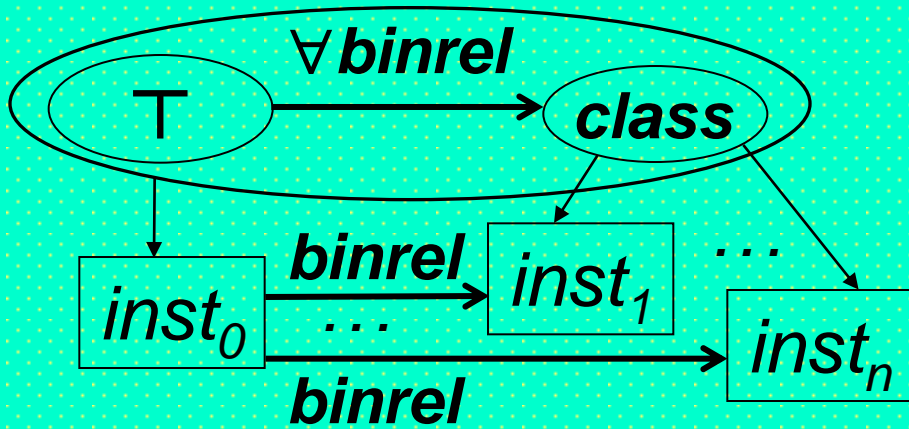 ∀ binrel
⊤ class
binrel inst₁ ...
inst₀ ... instₙ
binrel